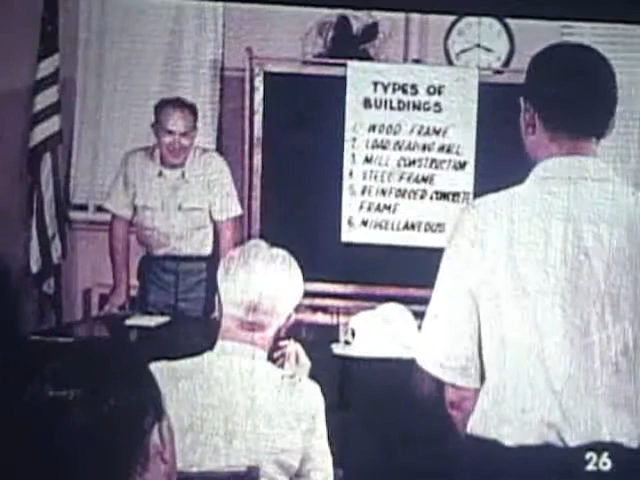 TYPES OF
BUILDINGS
1. WOOD FRAME
2. LOAD BEARING WALL
3. MILL CONSTRUCTION
4. STEEL FRAME
5. REINFORCED CONCRETE
FRAME
6. MISCELLANEOUS
26